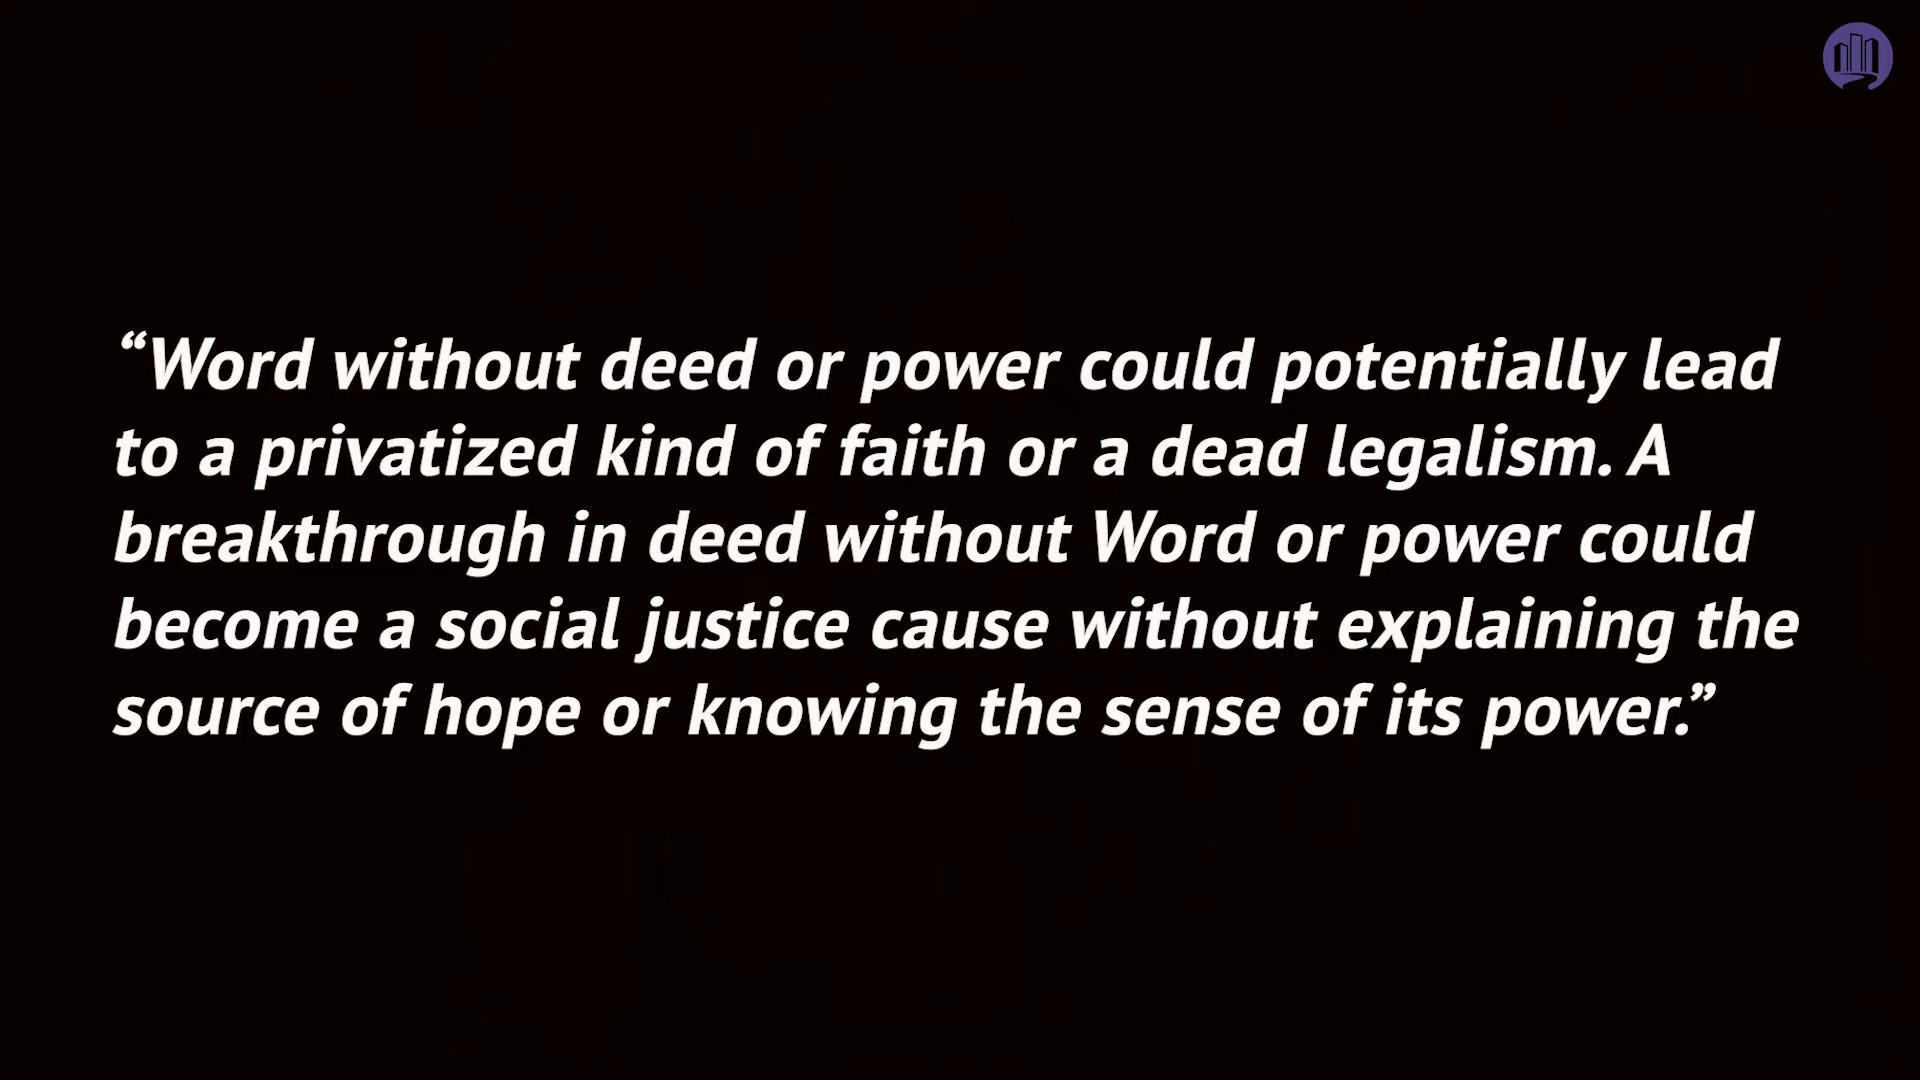 “Word without deed or power could potentially lead
to a privatized kind of faith or a dead legalism. A
breakthrough in deed without Word or power could
become a social justice cause without explaining the
source of hope or knowing the sense of its power.”